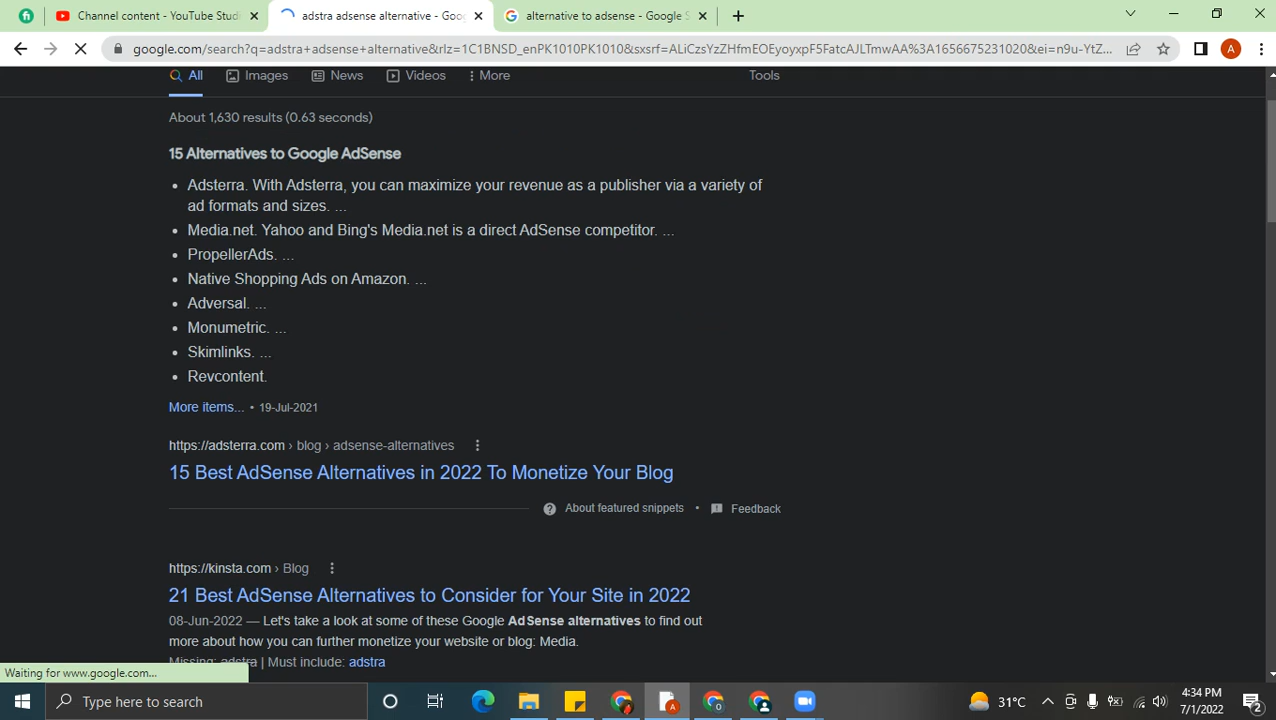 Channel content - YouTube Stud
adstra adsense alternative - Goo
alternative to adsense - Google S
google.com/search?q=adstra+adsense+alternative&rlz=1C1BNSD_enPK1010PK1010&sxsrf=ALiCzsYzZHfmEOEyoyxpF5FatcAJLTmwAA%3A1656675231020&ei=n9u-YtZ...
A
All
Images
News
Videos
More
Tools
About 1,630 results (0.63 seconds)
15 Alternatives to Google AdSense
• Adsterra. With Adsterra, you can maximize your revenue as a publisher via a variety of
ad formats and sizes. ...
• Media.net. Yahoo and Bing's Media.net is a direct AdSense competitor. ...
• PropellerAds. ...
• Native Shopping Ads on Amazon. ...
• Adversal. ...
• Monumetric. ...
• Skimlinks. ...
• Revcontent.
More items... • 19-Jul-2021
https://adsterra.com › blog › adsense-alternatives
15 Best AdSense Alternatives in 2022 To Monetize Your Blog
About featured snippets • Feedback
https://kinsta.com › Blog
21 Best AdSense Alternatives to Consider for Your Site in 2022
08-Jun-2022 — Let's take a look at some of these Google AdSense alternatives to find out
more about how you can further monetize your website or blog: Media.
Missing: adstra | Must include: adstra
Waiting for www.google.com...
Type here to search
31°C
4:34 PM
7/1/2022
2